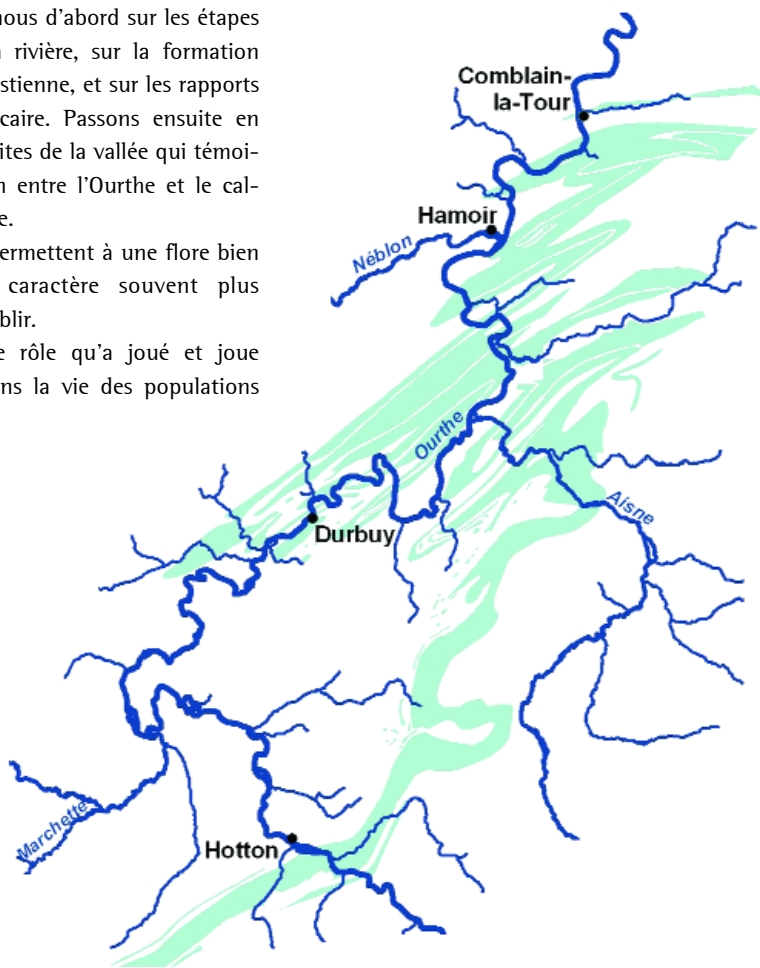 nous d'abord sur les étapes
rivière, sur la formation
stienne, et sur les rapports
caire. Passons ensuite en
ites de la vallée qui témoi-
entre l'Ourthe et le cal-
e.
ermettent à une flore bien
caractère souvent plus
blir.
e rôle qu'a joué et joue
ns la vie des populations
Comblain-
la-Tour
Hamoir
Néblon
Ourthe
Aisne
Durbuy
Marchette
Hotton